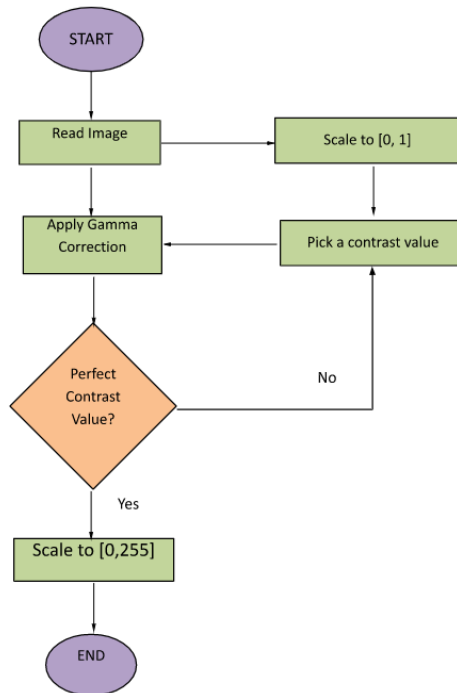 START
Read Image
Scale to [0, 1]
Apply Gamma
Correction
Pick a contrast value
Perfect
Contrast
Value?
No
Yes
Scale to [0,255]
END